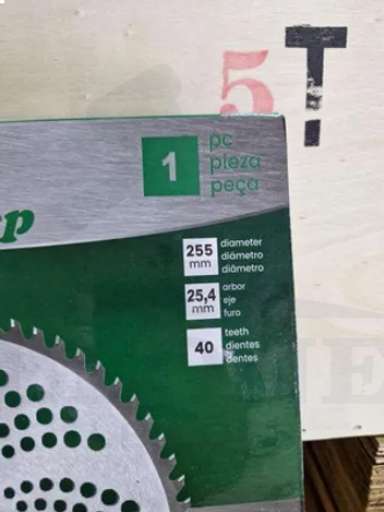 5T
1
pc
pieza
peça
p
255 mm
diameter
diámetro
diâmetro
25,4 mm
arbor
eje
furo
40
teeth
dientes
dentes
ME